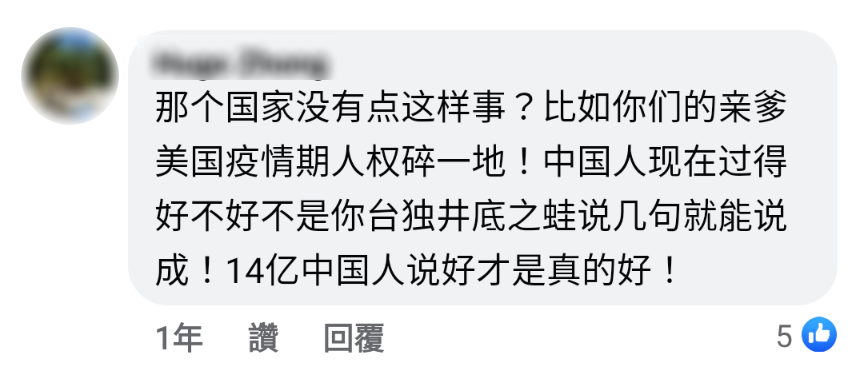 那个国家没有点这样事？比如你们的亲爹
美国疫情期人权碎一地！中国人现在过得
好不好不是你台独井底之蛙说几句就能说
成！14亿中国人说好才是真的好！
1年 讚 回覆 5